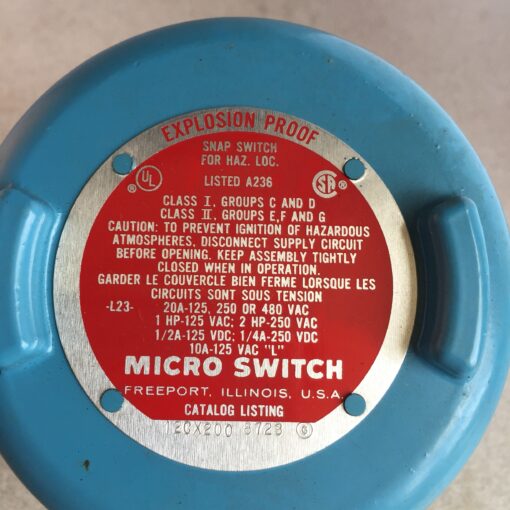 EXPLOSION PROOF
SNAP SWITCH
FOR HAZ. LOC.
UL
®
LISTED A236
SA
®
CLASS I, GROUPS C AND D
CLASS II, GROUPS E,F AND G
CAUTION: TO PREVENT IGNITION OF HAZARDOUS
ATMOSPHERES, DISCONNECT SUPPLY CIRCUIT
BEFORE OPENING. KEEP ASSEMBLY TIGHTLY
CLOSED WHEN IN OPERATION.
GARDER LE COUVERCLE BIEN FERME LORSQUE LES
CIRCUITS SONT SOUS TENSION
-L23- 20A-125, 250 OR 480 VAC
1 HP-125 VAC; 2 HP-250 VAC
1/2A-125 VDC; 1/4A-250 VDC
10A-125 VAC "L"
MICRO SWITCH
FREEPORT, ILLINOIS, U.S.A.
CATALOG LISTING
12CX200 8723